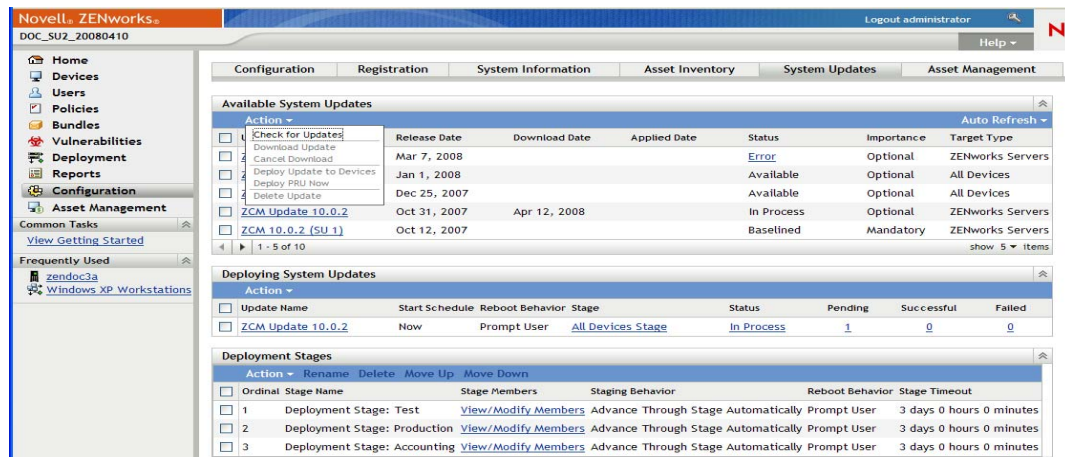 Novell® ZENworks®
Logout administrator
DOC_SU2_20080410
Help
N
Home
Devices
Users
Policies
Bundles
Vulnerabilities
Deployment
Reports
Configuration
Asset Management
Common Tasks
View Getting Started
Frequently Used
zendoc3a
Windows XP Workstations
Configuration Registration System Information Asset Inventory System Updates Asset Management
Available System Updates
Action Auto Refresh
Check for Updates
Download Update
Cancel Download
Deploy Update to Devices
Deploy PRU Now
Delete Update
U Release Date Download Date Applied Date Status Importance Target Type
Z Mar 7, 2008 Error Optional ZENworks Servers
Z Jan 1, 2008 Available Optional All Devices
Z Dec 25, 2007 Available Optional All Devices
ZCM Update 10.0.2 Oct 31, 2007 Apr 12, 2008 In Process Optional ZENworks Servers
ZCM 10.0.2 (SU 1) Oct 12, 2007 Baselined Mandatory ZENworks Servers
1 - 5 of 10 show 5 items
Deploying System Updates
Action
Update Name Start Schedule Reboot Behavior Stage Status Pending Successful Failed
ZCM Update 10.0.2 Now Prompt User All Devices Stage In Process 1 0 0
Deployment Stages
Action Rename Delete Move Up Move Down
Ordinal Stage Name Stage Members Staging Behavior Reboot Behavior Stage Timeout
1 Deployment Stage: Test View/Modify Members Advance Through Stage Automatically Prompt User 3 days 0 hours 0 minutes
2 Deployment Stage: Production View/Modify Members Advance Through Stage Automatically Prompt User 3 days 0 hours 0 minutes
3 Deployment Stage: Accounting View/Modify Members Advance Through Stage Automatically Prompt User 3 days 0 hours 0 minutes